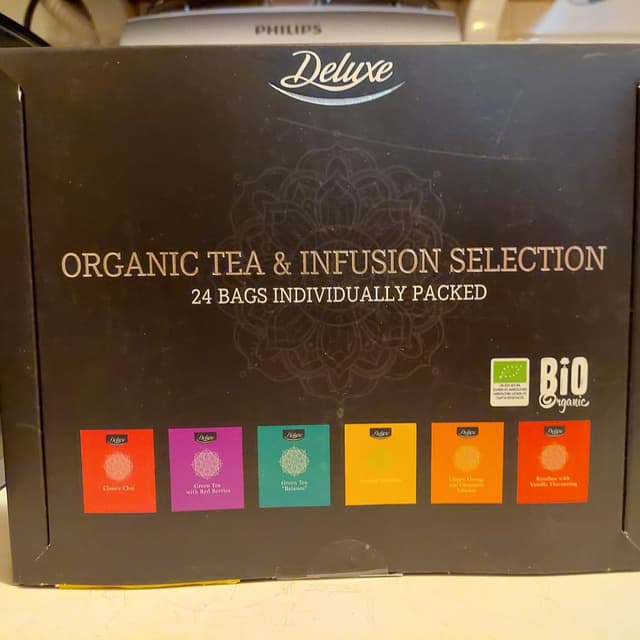 PHILIPS
Deluxe
ORGANIC TEA & INFUSION SELECTION
24 BAGS INDIVIDUALLY PACKED
BiO
Organic
Deluxe
Classic Chai
Deluxe
Green Tea
with Red Berries
Deluxe
Green Tea
"Balance"
Deluxe
Deluxe
Ginger, Orange
and Cinnamon
Infusion
Deluxe
Rooibos with
Vanilla Flavouring